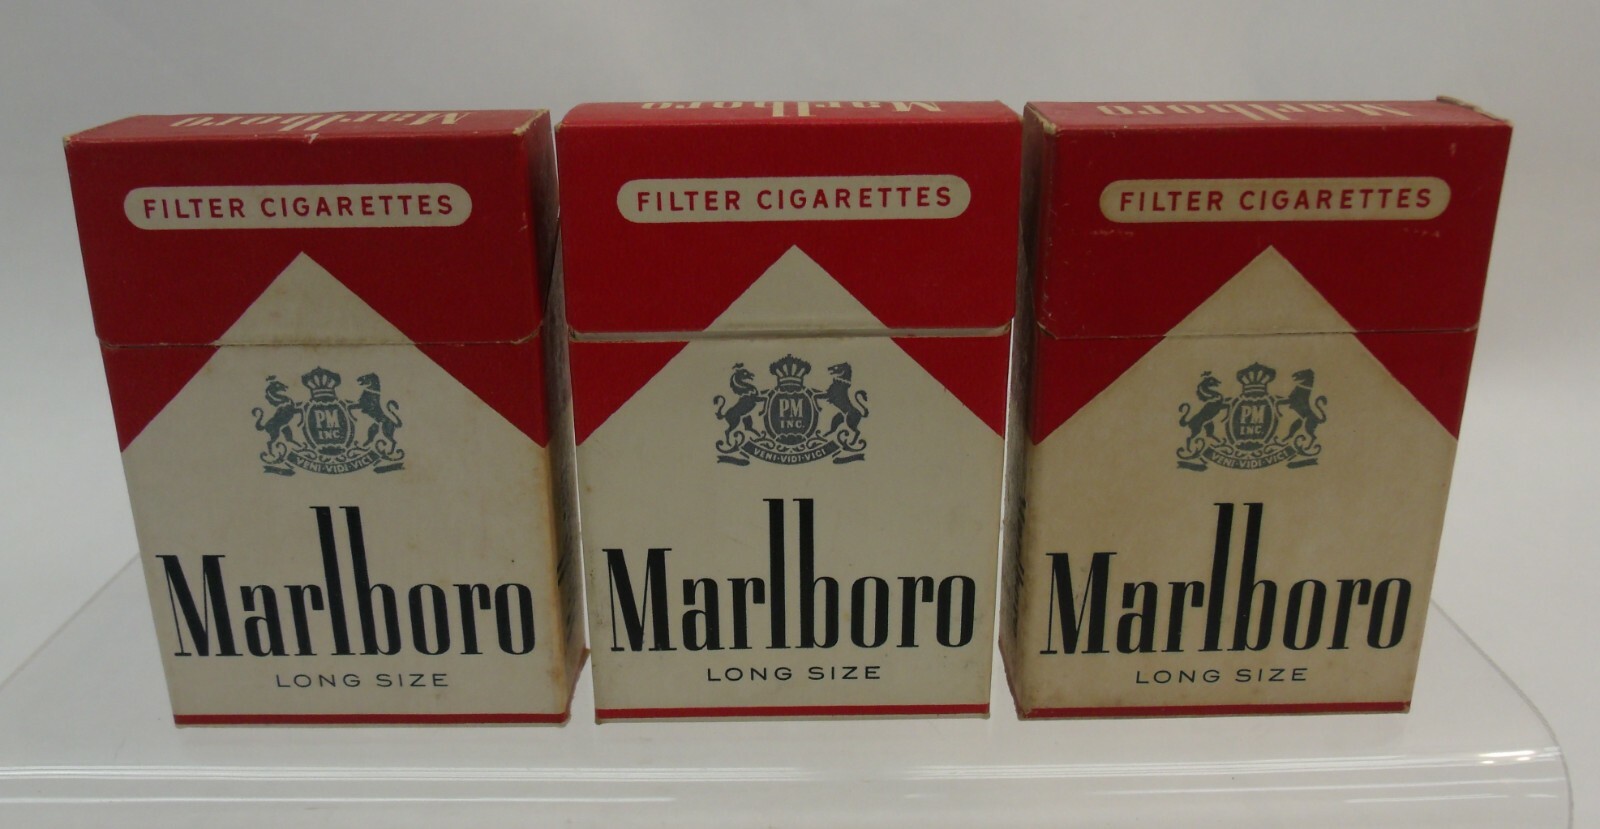 Marlboro
FILTER CIGARETTES
PM
INC.
VENI·VIDI·VICI
Marlboro
LONG SIZE
Marlboro
FILTER CIGARETTES
PM
INC.
VENI·VIDI·VICI
Marlboro
LONG SIZE
Marlboro
FILTER CIGARETTES
PM
INC.
VENI·VIDI·VICI
Marlboro
LONG SIZE